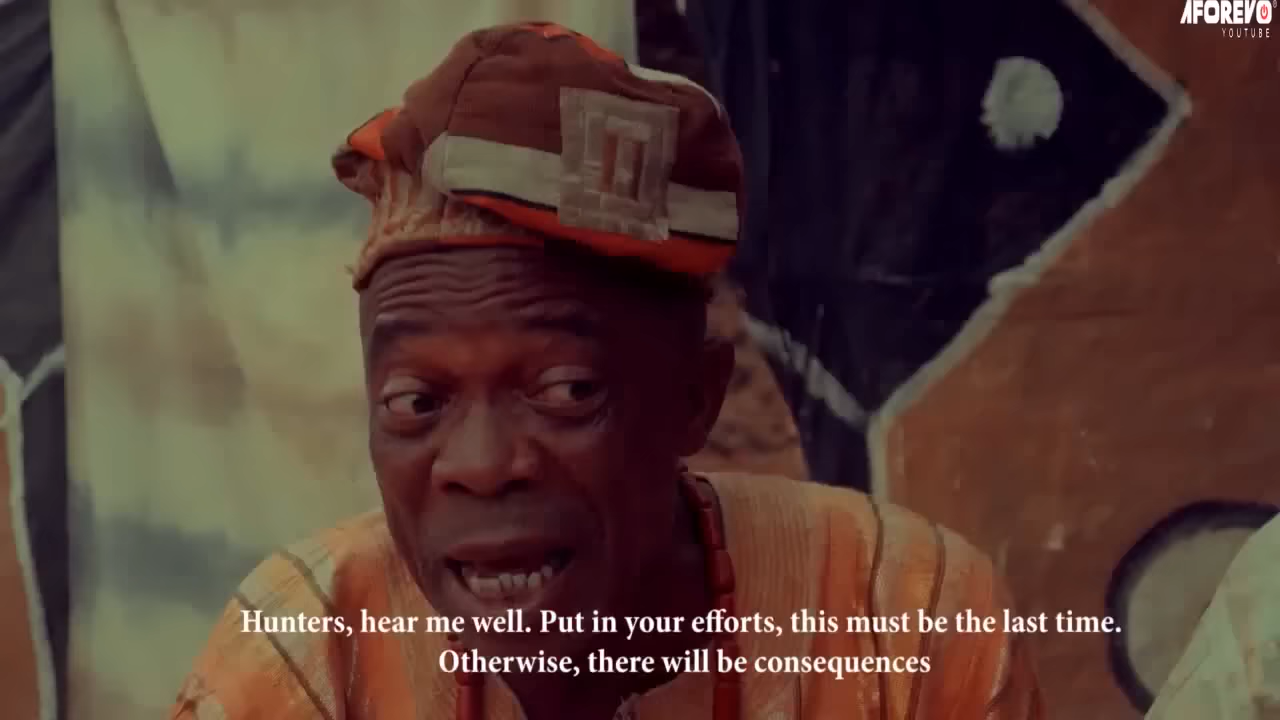 AFOREVO
YOUTUBE
Hunters, hear me well. Put in your efforts, this must be the last time.
Otherwise, there will be consequences